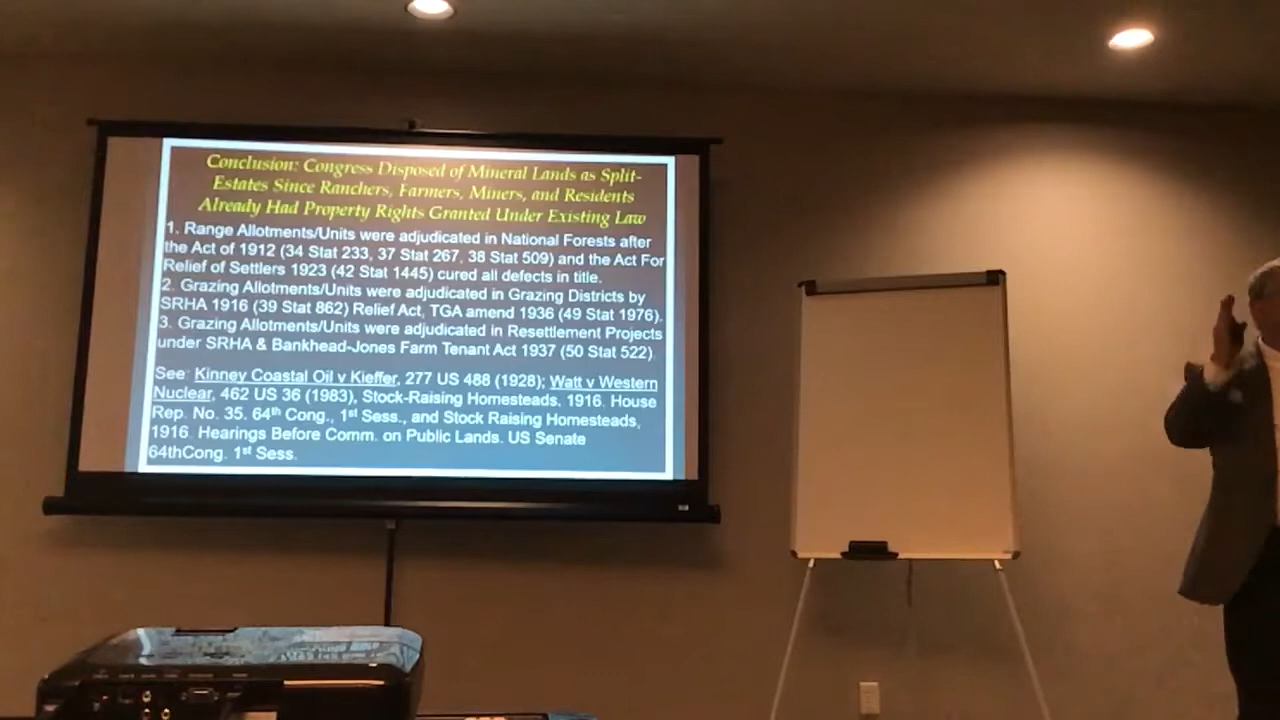 Conclusion: Congress Disposed of Mineral Lands as Split-
Estates Since Ranchers, Farmers, Miners, and Residents
Already Had Property Rights Granted Under Existing Law
1. Range Allotments/Units were adjudicated in National Forests after
the Act of 1912 (34 Stat 233, 37 Stat 267, 38 Stat 509) and the Act For
Relief of Settlers 1923 (42 Stat 1445) cured all defects in title.
2. Grazing Allotments/Units were adjudicated in Grazing Districts by
SRHA 1916 (39 Stat 862) Relief Act, TGA amend 1936 (49 Stat 1976).
3. Grazing Allotments/Units were adjudicated in Resettlement Projects
under SRHA & Bankhead-Jones Farm Tenant Act 1937 (50 Stat 522)
See: Kinney Coastal Oil v Kieffer, 277 US 488 (1928); Watt v Western
Nuclear, 462 US 36 (1983), Stock-Raising Homesteads. 1916. House
Rep. No. 35. 64th Cong., 1st Sess., and Stock Raising Homesteads,
1916. Hearings Before Comm. on Public Lands. US Senate
64thCong. 1st Sess.